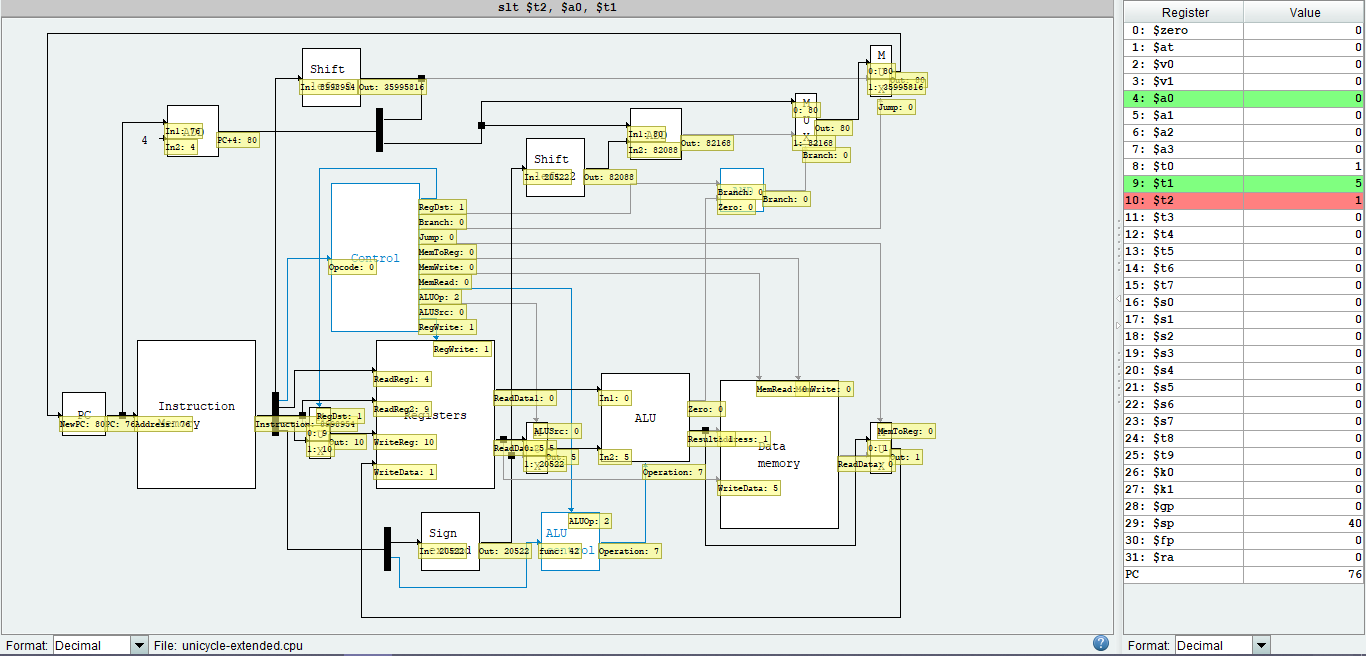 slt $t2, $a0, $t1
Shift
In: 8998954
Out: 35995816
M
0: 80
Out: 80
1: 35995816
Jump: 0
4
In1: 76
In2: 4
PC+4: 80
M
0: 80
U
Out: 80
1: 82168
Branch: 0
In1: 80
In2: 82088
Out: 82168
Shift
In: 20522
Out: 82088
Branch: 0
Zero: 0
Branch: 0
Control
Opcode: 0
RegDst: 1
Branch: 0
Jump: 0
MemToReg: 0
MemWrite: 0
MemRead: 0
ALUOp: 2
ALUSrc: 0
RegWrite: 1
RegWrite: 1
PC
NewPC: 80
PC: 76
Instruction
Address: 76
Instruction: 8998954
RegDst: 1
0: 9
Out: 10
1: 10
ReadReg1: 4
ReadReg2: 9
Registers
WriteReg: 10
WriteData: 1
ReadData1: 0
ALUSrc: 0
0: 5
Out: 5
1: 20522
In1: 0
ALU
In2: 5
Zero: 0
Operation: 7
MemRead: 0
MemWrite: 0
Data
memory
WriteData: 5
MemToReg: 0
0: 1
Out: 1
Sign
In: 20522
Out: 20522
ALUOp: 2
ALU
func: 42
Operation: 7
Format: Decimal
File: unicycle-extended.cpu
?
Register Value
0: $zero 0
1: $at 0
2: $v0 0
3: $v1 0
4: $a0 0
5: $a1 0
6: $a2 0
7: $a3 0
8: $t0 1
9: $t1 5
10: $t2 1
11: $t3 0
12: $t4 0
13: $t5 0
14: $t6 0
15: $t7 0
16: $s0 0
17: $s1 0
18: $s2 0
19: $s3 0
20: $s4 0
21: $s5 0
22: $s6 0
23: $s7 0
24: $t8 0
25: $t9 0
26: $k0 0
27: $k1 0
28: $gp 0
29: $sp 40
30: $fp 0
31: $ra 0
PC 76
Format: Decimal